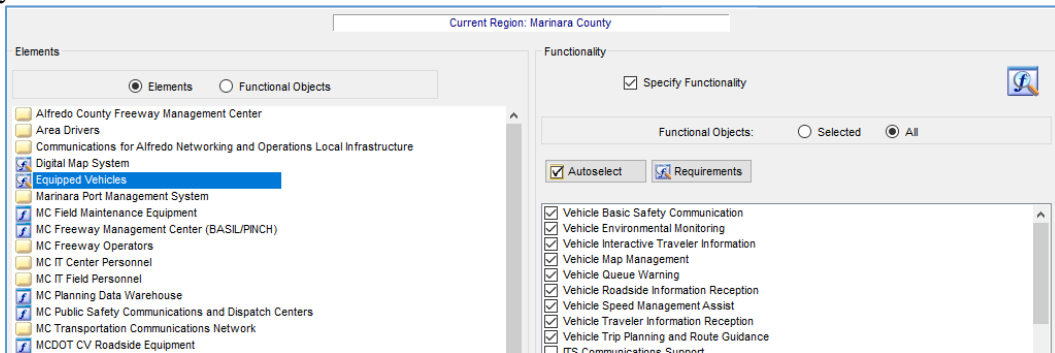 Current Region: Marinara County
Elements
Elements
Functional Objects
Alfredo County Freeway Management Center
Area Drivers
Communications for Alfredo Networking and Operations Local Infrastructure
Digital Map System
Equipped Vehicles
Marinara Port Management System
MC Field Maintenance Equipment
MC Freeway Management Center (BASIL/PINCH)
MC Freeway Operators
MC IT Center Personnel
MC IT Field Personnel
MC Planning Data Warehouse
MC Public Safety Communications and Dispatch Centers
MC Transportation Communications Network
MCDOT CV Roadside Equipment
Functionality
Specify Functionality
Functional Objects:
Selected
All
Autoselect
Requirements
Vehicle Basic Safety Communication
Vehicle Environmental Monitoring
Vehicle Interactive Traveler Information
Vehicle Map Management
Vehicle Queue Warning
Vehicle Roadside Information Reception
Vehicle Speed Management Assist
Vehicle Traveler Information Reception
Vehicle Trip Planning and Route Guidance
ITS Communications Support